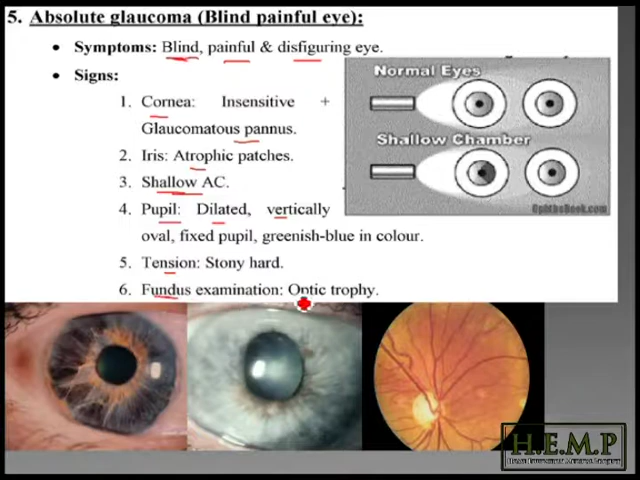 5. Absolute glaucoma (Blind painful eye):
• Symptoms: Blind, painful & disfiguring eye.
• Signs:
1. Cornea: Insensitive +
Glaucomatous pannus.
2. Iris: Atrophic patches.
3. Shallow AC.
4. Pupil: Dilated, vertically
oval, fixed pupil, greenish-blue in colour.
5. Tension: Stony hard.
6. Fundus examination: Optic trophy.
Normal Eyes
Shallow Chamber
OphthoBook.com
H.E.M.P